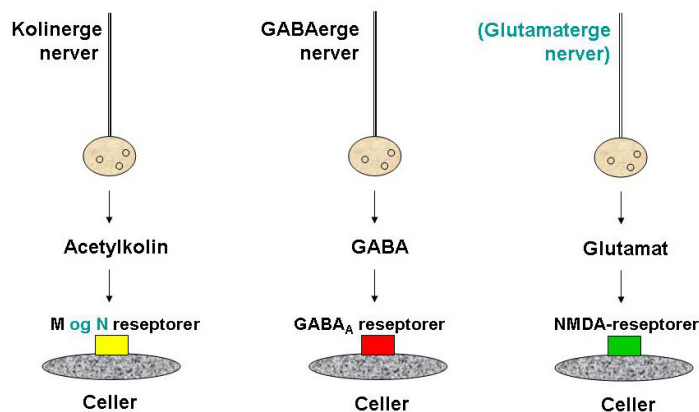 Kolinerge
nerver
GABAerge
nerver
(Glutamaterge
nerver)
Acetylkolin
GABA
Glutamat
M og N reseptorer
GABAA reseptorer
NMDA-reseptorer
Celler
Celler
Celler